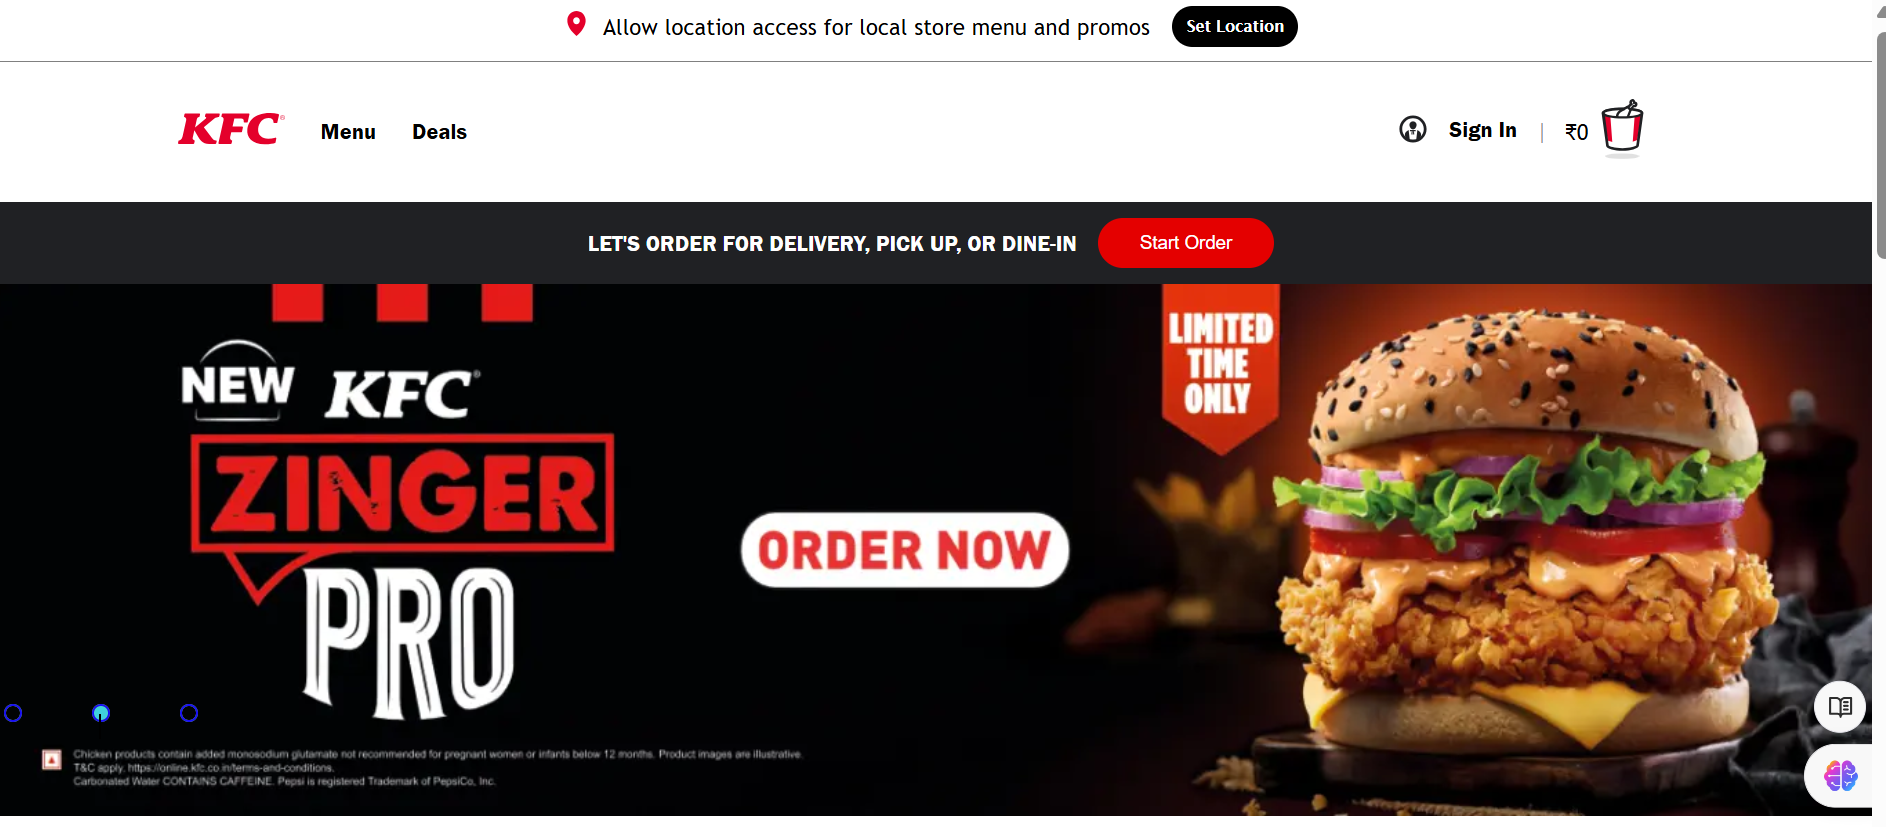 Allow location access for local store menu and promos Set Location
KFC® Menu Deals Sign In | ₹0
LET'S ORDER FOR DELIVERY, PICK UP, OR DINE-IN Start Order
NEW KFC®
ZINGER
PRO
ORDER NOW
LIMITED
TIME
ONLY
Chicken products contain added monosodium glutamate not recommended for pregnant women or infants below 12 months. Product images are illustrative.
T&C apply. https://online.kfc.co.in/terms-and-conditions.
Carbonated Water CONTAINS CAFFEINE. Pepsi is registered Trademark of PepsiCo, Inc.